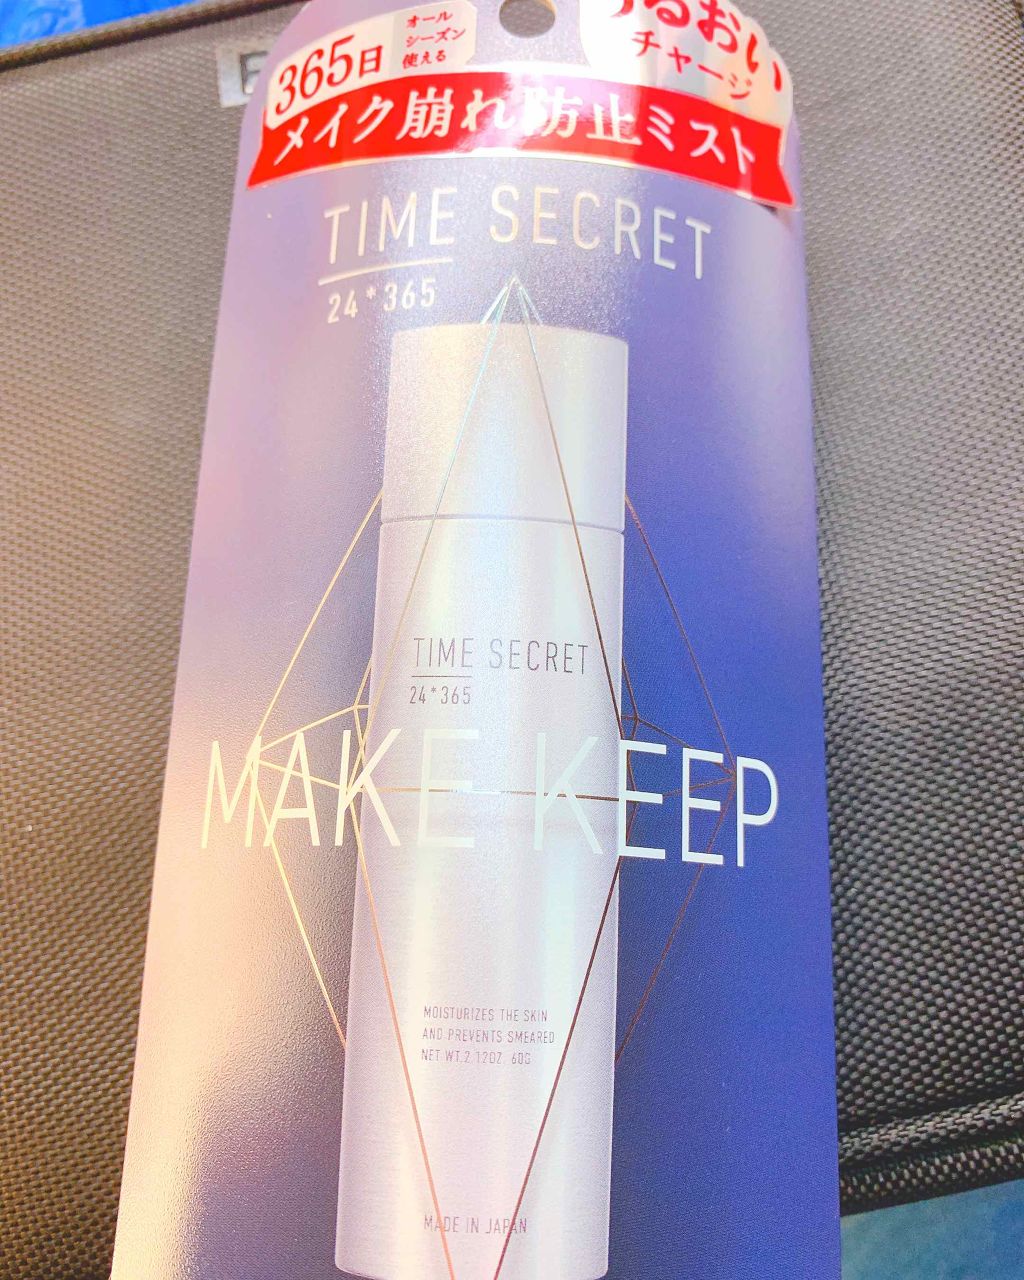 365日
オール
シーズン
使える
うるおい
チャージ
メイク崩れ防止ミスト
TIME SECRET
24*365
TIME SECRET
24*365
MAKE KEEP
MOISTURIZES THE SKIN
AND PREVENTS SMEARED
NET WT.2.12OZ. 60G
MADE IN JAPAN